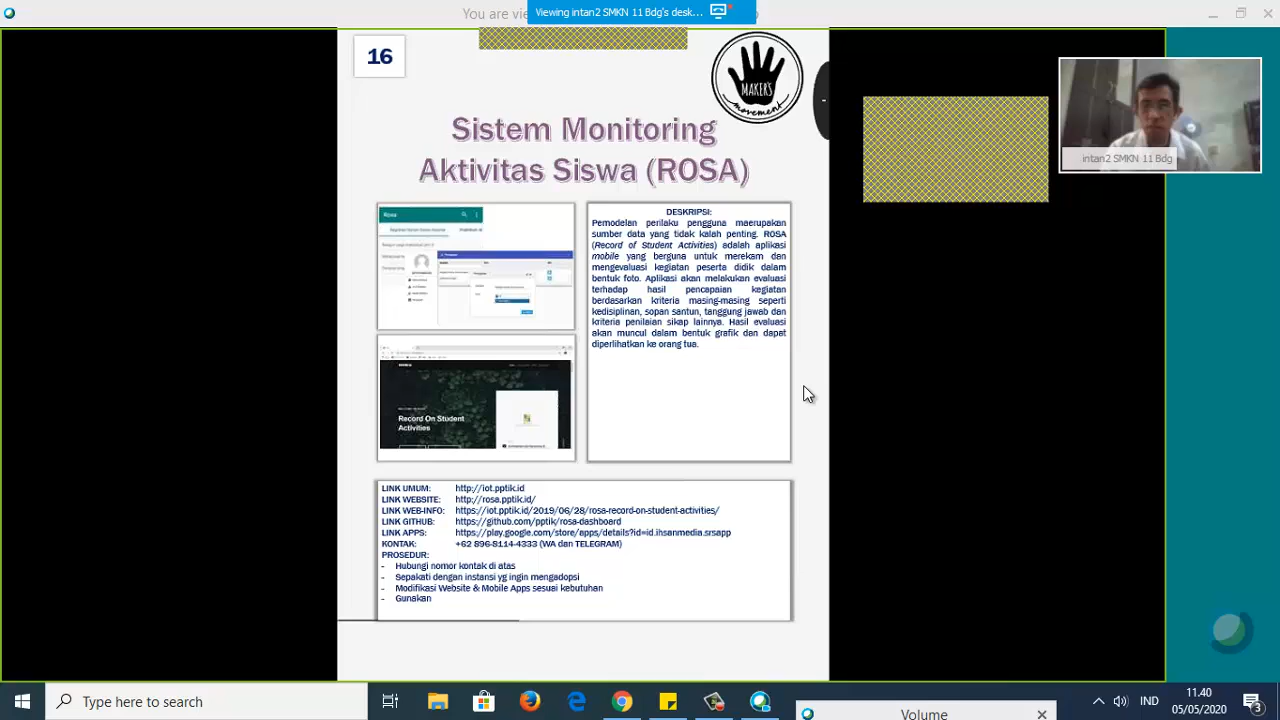 You are vie
Viewing intan2 SMKN 11 Bdg's desk...
16
MAKER'S
movement
Sistem Monitoring
Aktivitas Siswa (ROSA)
intan2 SMKN 11 Bdg
Rosa
Record On Student
Activities
DESKRIPSI:
Pemodelan perilaku pengguna maerupakan
sumber data yang tidak kalah penting. ROSA
(Record of Student Activities) adalah aplikasi
mobile yang berguna untuk merekam dan
mengevaluasi kegiatan peserta didik dalam
bentuk foto. Aplikasi akan melakukan evaluasi
terhadap hasil pencapaian kegiatan
berdasarkan kriteria masing-masing seperti
kedisiplinan, sopan santun, tanggung jawab dan
kriteria penilaian sikap lainnya. Hasil evaluasi
akan muncul dalam bentuk grafik dan dapat
diperlihatkan ke orang tua.
LINK UMUM: http://iot.pptik.id
LINK WEBSITE: http://rosa.pptik.id/
LINK WEB-INFO: https://iot.pptik.id/2019/06/28/rosa-record-on-student-activities/
LINK GITHUB: https://github.com/pptik/rosa-dashboard
LINK APPS: https://play.google.com/store/apps/details?id=id.ihsanmedia.srsapp
KONTAK: +62 896-8114-4333 (WA dan TELEGRAM)
PROSEDUR:
- Hubungi nomor kontak di atas
- Sepakati dengan instansi yg ingin mengadopsi
- Modifikasi Website & Mobile Apps sesuai kebutuhan
- Gunakan
Type here to search
IND
11.40
05/05/2020
3
Volume